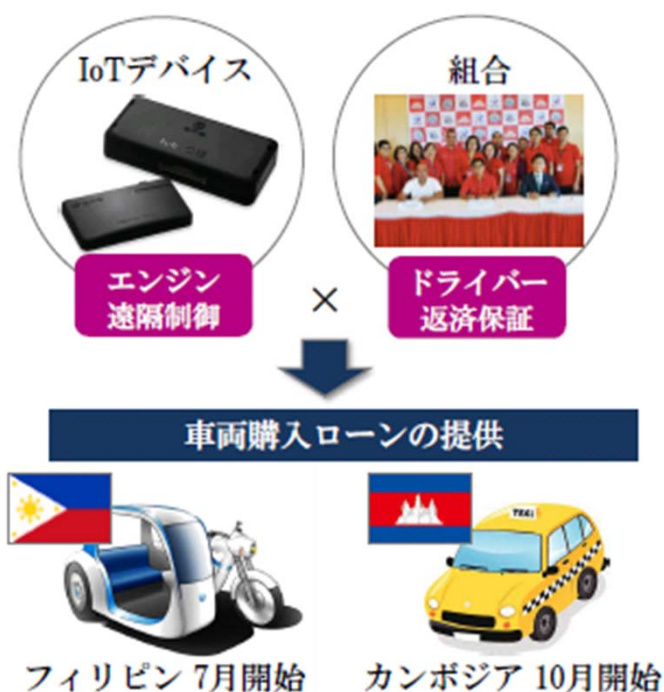 IoTデバイス
組合
エンジン
遠隔制御
×
ドライバー
返済保証
車両購入ローンの提供
TAXI
フィリピン 7月開始
カンボジア 10月開始